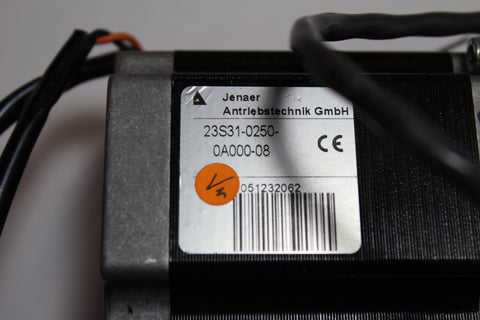 Jenaer
Antriebstechnik GmbH
23S31-0250-
0A000-08
CE
051232062